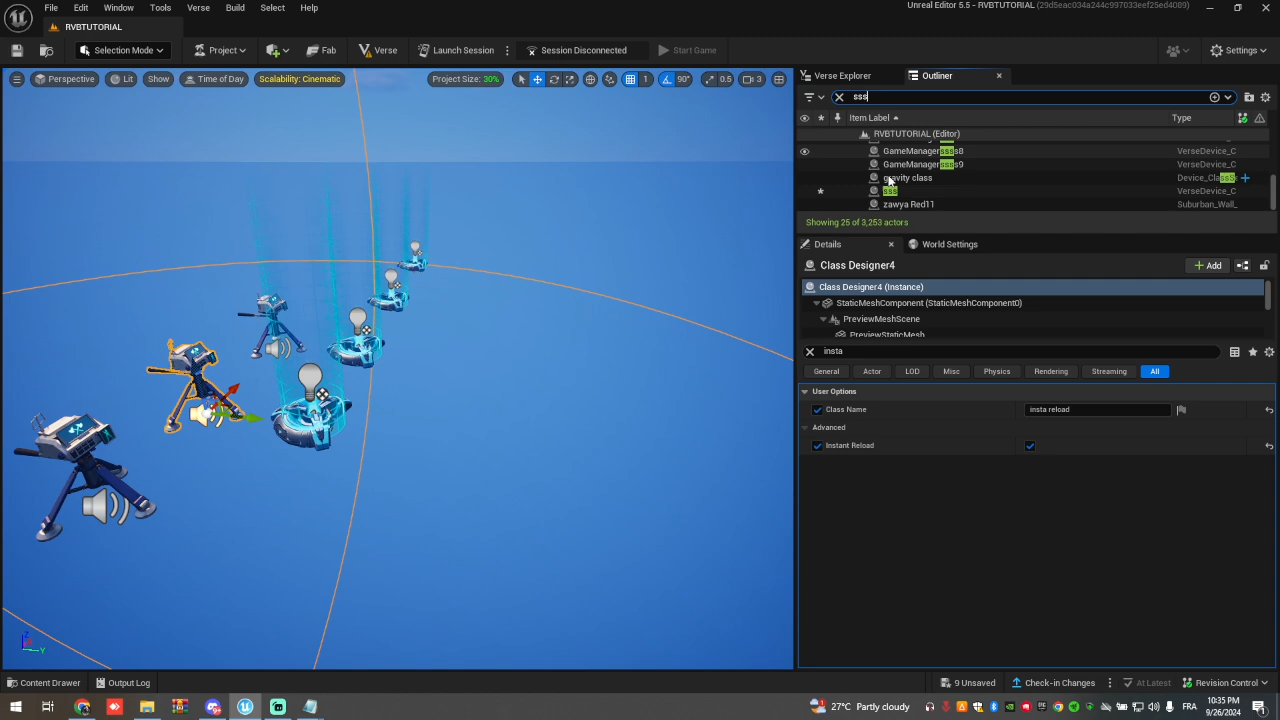 File Edit Window Tools Verse Build Select Help
Unreal Editor 5.5 - RVBTUTORIAL (29d5eac034a244c997033eef25ed4089)
RVBTUTORIAL
Selection Mode Project Fab Verse Launch Session Session Disconnected Start Game Settings
Perspective Lit Show Time of Day Scalability: Cinematic Project Size: 30% 1 90° 0.5 3
Verse Explorer Outliner
sss
Item Label Type
RVBTUTORIAL (Editor)
GameManagerssss8 VerseDevice_C
GameManagerssss9 VerseDevice_C
gravity class Device_Class
sss VerseDevice_C
zawya Red11 Suburban_Wall_
Showing 25 of 3,253 actors
Details World Settings
Class Designer4 Add
Class Designer4 (Instance)
StaticMeshComponent (StaticMeshComponent0)
PreviewMeshScene
PreviewStaticMesh
insta
General Actor LOD Misc Physics Rendering Streaming All
User Options
Class Name insta reload
Advanced
Instant Reload
Content Drawer Output Log 9 Unsaved Check-in Changes At Latest Revision Control
27°C Partly cloudy FRA 10:35 PM
9/26/2024